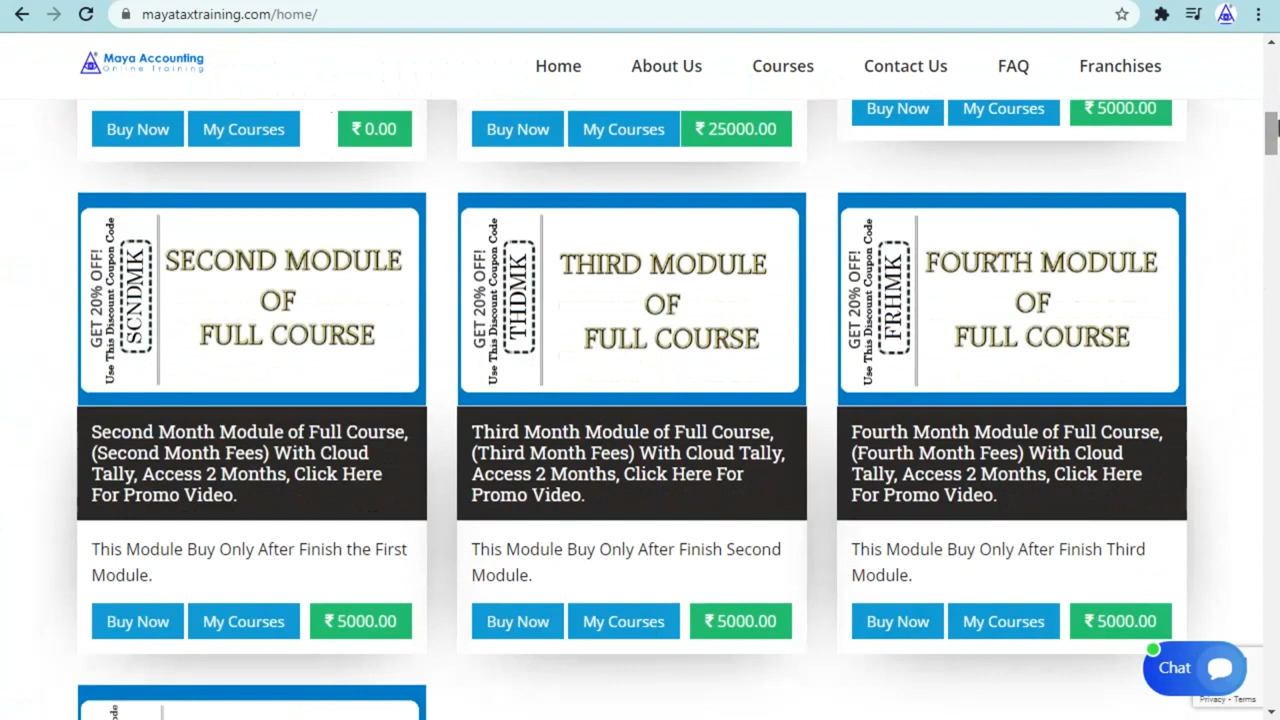 mayataxtraining.com/home/
Maya Accounting
Online Training
Home
About Us
Courses
Contact Us
FAQ
Franchises
Buy Now
My Courses
₹ 0.00
Buy Now
My Courses
₹ 25000.00
Buy Now
My Courses
₹ 5000.00
GET 20% OFF!
Use This Discount Coupon Code
SCNDMK
SECOND MODULE
OF
FULL COURSE
Second Month Module of Full Course,
(Second Month Fees) With Cloud
Tally, Access 2 Months, Click Here
For Promo Video.
This Module Buy Only After Finish the First
Module.
Buy Now
My Courses
₹ 5000.00
GET 20% OFF!
Use This Discount Coupon Code
THDMK
THIRD MODULE
OF
FULL COURSE
Third Month Module of Full Course,
(Third Month Fees) With Cloud Tally,
Access 2 Months, Click Here For
Promo Video.
This Module Buy Only After Finish Second
Module.
Buy Now
My Courses
₹ 5000.00
GET 20% OFF!
Use This Discount Coupon Code
FRHMK
FOURTH MODULE
OF
FULL COURSE
Fourth Month Module of Full Course,
(Fourth Month Fees) With Cloud
Tally, Access 2 Months, Click Here
For Promo Video.
This Module Buy Only After Finish Third
Module.
Buy Now
My Courses
₹ 5000.00
Chat
Privacy - Terms
Code